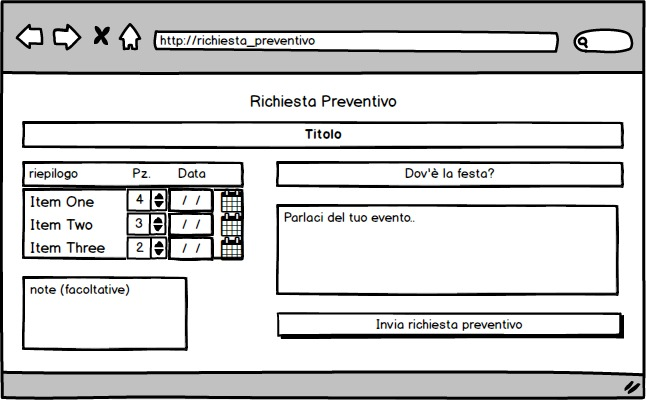 http://richiesta_preventivo
Richiesta Preventivo
Titolo
riepilogo Pz. Data
Item One 4 / /
Item Two 3 / /
Item Three 2 / /
note (facoltative)
Dov'è la festa?
Parlaci del tuo evento..
Invia richiesta preventivo